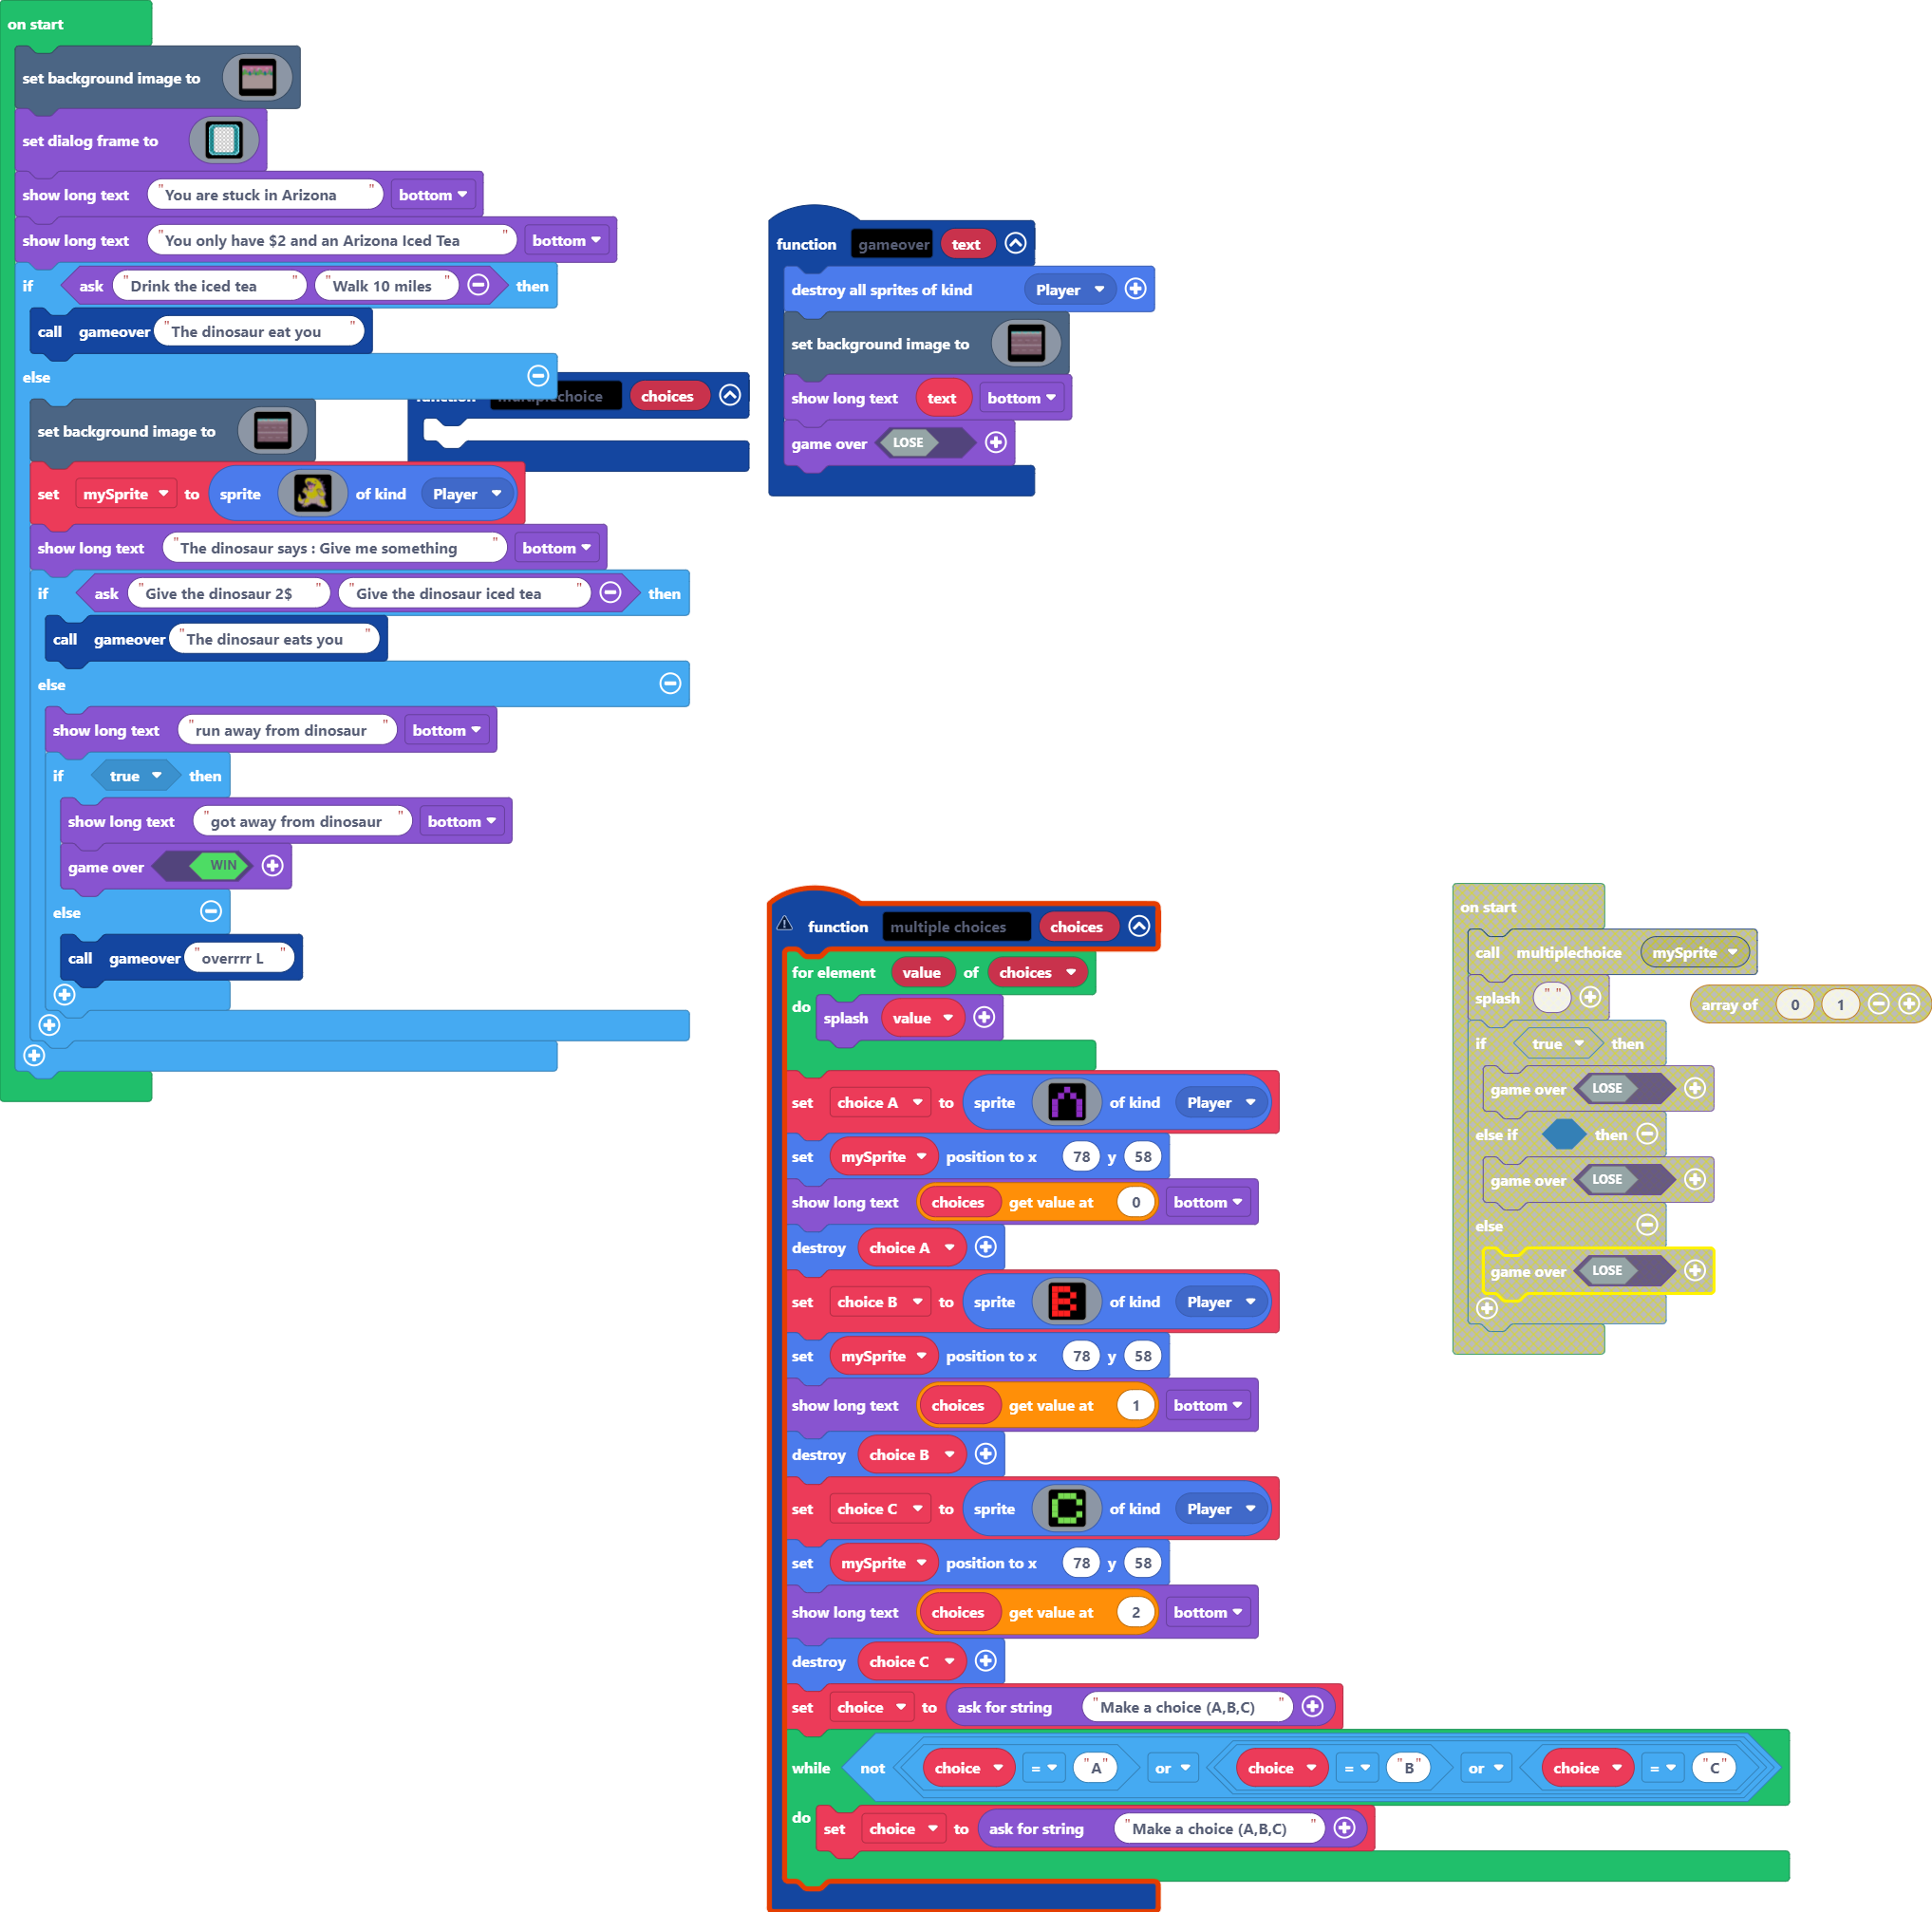 on start
set background image to
set dialog frame to
show long text "You are stuck in Arizona" bottom
show long text "You only have $2 and an Arizona Iced Tea" bottom
if ask "Drink the iced tea" "Walk 10 miles" then
call gameover "The dinosaur eat you"
else
set background image to
set mySprite to sprite of kind Player
show long text "The dinosaur says : Give me something" bottom
if ask "Give the dinosaur 2$" "Give the dinosaur iced tea" then
call gameover "The dinosaur eats you"
else
show long text "run away from dinosaur" bottom
if true then
show long text "got away from dinosaur" bottom
game over WIN
else
call gameover "overrrr L"
function multiplechoice choices
function gameover text
destroy all sprites of kind Player
set background image to
show long text text bottom
game over LOSE
function multiple choices choices
for element value of choices
do splash value
set choice A to sprite of kind Player
set mySprite position to x 78 y 58
show long text choices get value at 0 bottom
destroy choice A
set choice B to sprite B of kind Player
set mySprite position to x 78 y 58
show long text choices get value at 1 bottom
destroy choice B
set choice C to sprite C of kind Player
set mySprite position to x 78 y 58
show long text choices get value at 2 bottom
destroy choice C
set choice to ask for string "Make a choice (A,B,C)"
while not choice = "A" or choice = "B" or choice = "C"
do set choice to ask for string "Make a choice (A,B,C)"
on start
call multiplechoice mySprite
splash " "
array of 0 1
if true then
game over LOSE
else if then
game over LOSE
else
game over LOSE